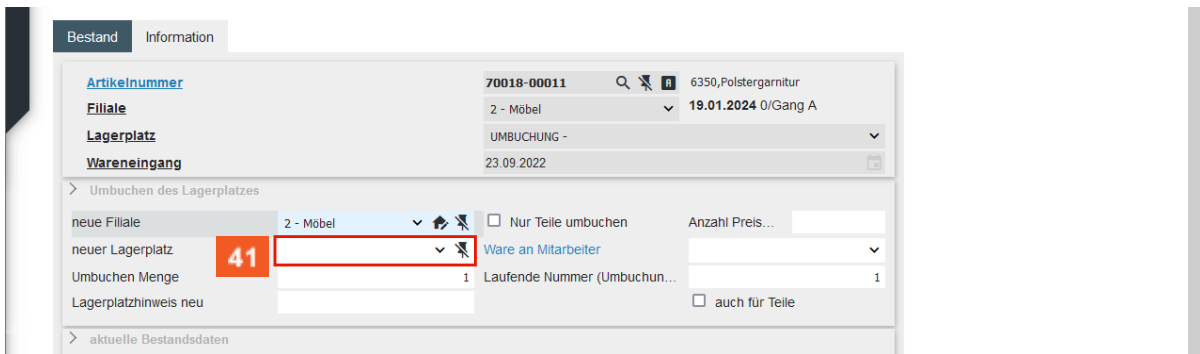 Bestand Information
Artikelnummer 70018-00011 A 6350,Polstergarnitur
Filiale 2 - Möbel 19.01.2024 0/Gang A
Lagerplatz UMBUCHUNG -
Wareneingang 23.09.2022
Umbuchen des Lagerplatzes
neue Filiale 2 - Möbel Nur Teile umbuchen Anzahl Preis...
neuer Lagerplatz 41 Ware an Mitarbeiter
Umbuchen Menge 1 Laufende Nummer (Umbuchun... 1
Lagerplatzhinweis neu auch für Teile
aktuelle Bestandsdaten